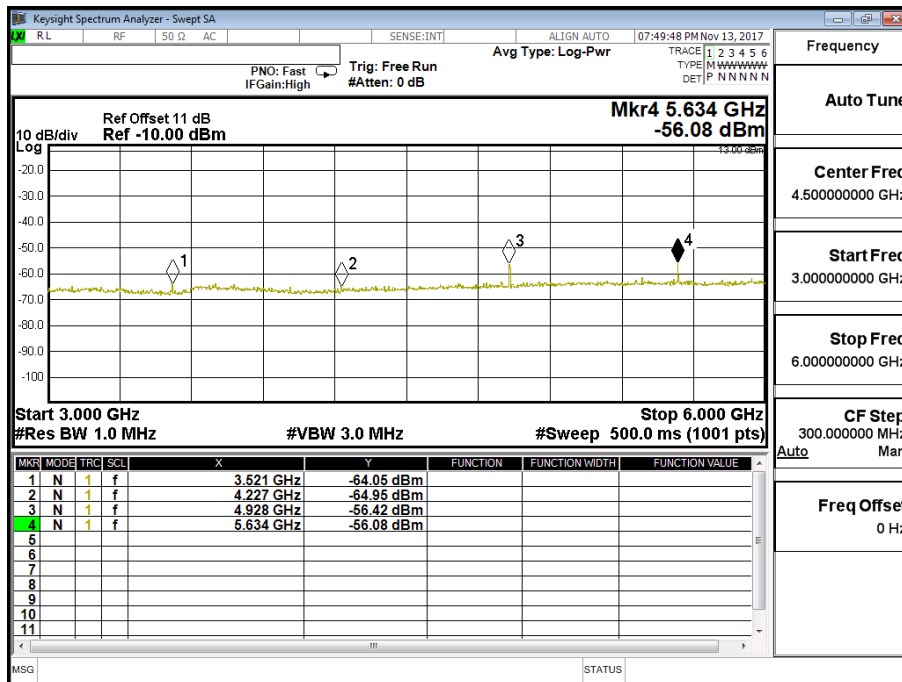 Keysight Spectrum Analyzer - Swept SA
LXI RL RF 50 Ω AC SENSE:INT ALIGN AUTO 07:49:48 PM Nov 13, 2017
Frequency
Avg Type: Log-Pwr TRACE 1 2 3 4 5 6
PNO: Fast Trig: Free Run TYPE M W W W W W
IFGain:High #Atten: 0 dB DET P N N N N N
Auto Tune
Ref Offset 11 dB Mkr4 5.634 GHz
10 dB/div Ref -10.00 dBm -56.08 dBm
Log
13.00 dBm
-20.0
-30.0
-40.0
-50.0
-60.0
-70.0
-80.0
-90.0
-100
1
2
3
4
Center Freq
4.500000000 GHz
Start Freq
3.000000000 GHz
Stop Freq
6.000000000 GHz
CF Step
300.000000 MHz
Auto Man
Freq Offset
0 Hz
Start 3.000 GHz Stop 6.000 GHz
#Res BW 1.0 MHz #VBW 3.0 MHz #Sweep 500.0 ms (1001 pts)
MKR MODE TRC SCL X Y FUNCTION FUNCTION WIDTH FUNCTION VALUE
1 N 1 f 3.521 GHz -64.05 dBm
2 N 1 f 4.227 GHz -64.95 dBm
3 N 1 f 4.928 GHz -56.42 dBm
4 N 1 f 5.634 GHz -56.08 dBm
5
6
7
8
9
10
11
MSG STATUS